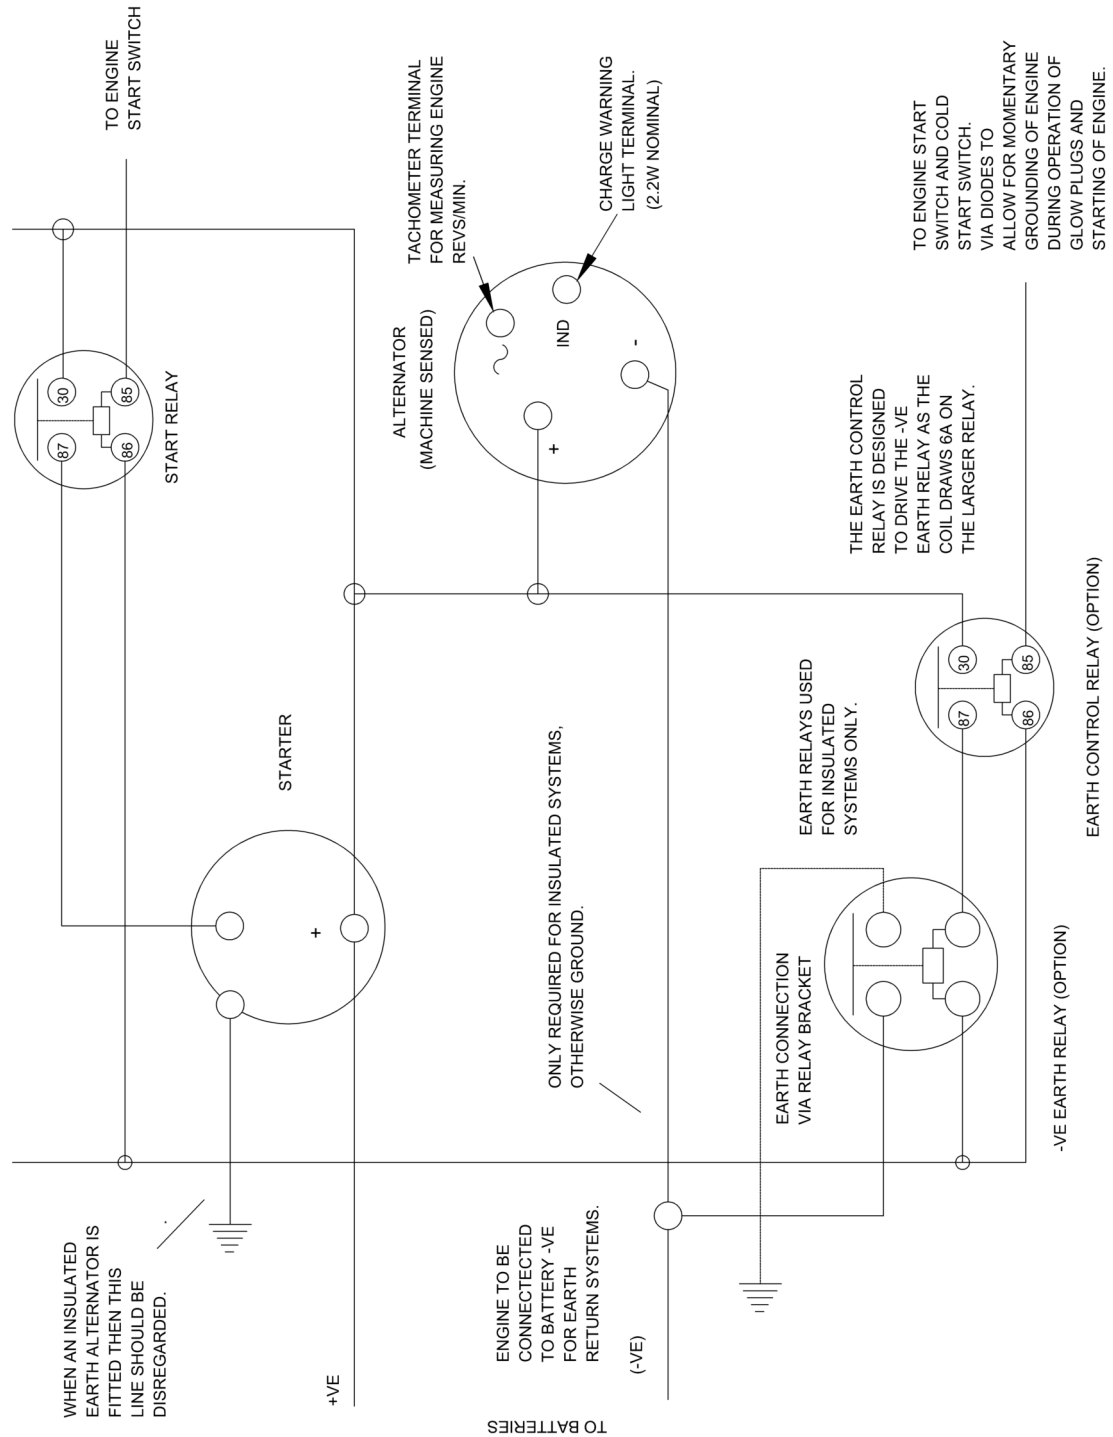 TO ENGINE
START SWITCH
30
87
85
86
START RELAY
TACHOMETER TERMINAL
FOR MEASURING ENGINE
REVS/MIN.
CHARGE WARNING
LIGHT TERMINAL.
(2.2W NOMINAL)
ALTERNATOR
(MACHINE SENSED)
IND
-
+
TO ENGINE START
SWITCH AND COLD
START SWITCH.
VIA DIODES TO
ALLOW FOR MOMENTARY
GROUNDING OF ENGINE
DURING OPERATION OF
GLOW PLUGS AND
STARTING OF ENGINE.
THE EARTH CONTROL
RELAY IS DESIGNED
TO DRIVE THE -VE
EARTH RELAY AS THE
COIL DRAWS 6A ON
THE LARGER RELAY.
STARTER
+
ONLY REQUIRED FOR INSULATED SYSTEMS,
OTHERWISE GROUND.
EARTH RELAYS USED
FOR INSULATED
SYSTEMS ONLY.
30
87
85
86
EARTH CONTROL RELAY (OPTION)
EARTH CONNECTION
VIA RELAY BRACKET
-VE EARTH RELAY (OPTION)
WHEN AN INSULATED
EARTH ALTERNATOR IS
FITTED THEN THIS
LINE SHOULD BE
DISREGARDED.
ENGINE TO BE
CONNECTECTED
TO BATTERY -VE
FOR EARTH
RETURN SYSTEMS.
+VE
(-VE)
TO BATTERIES